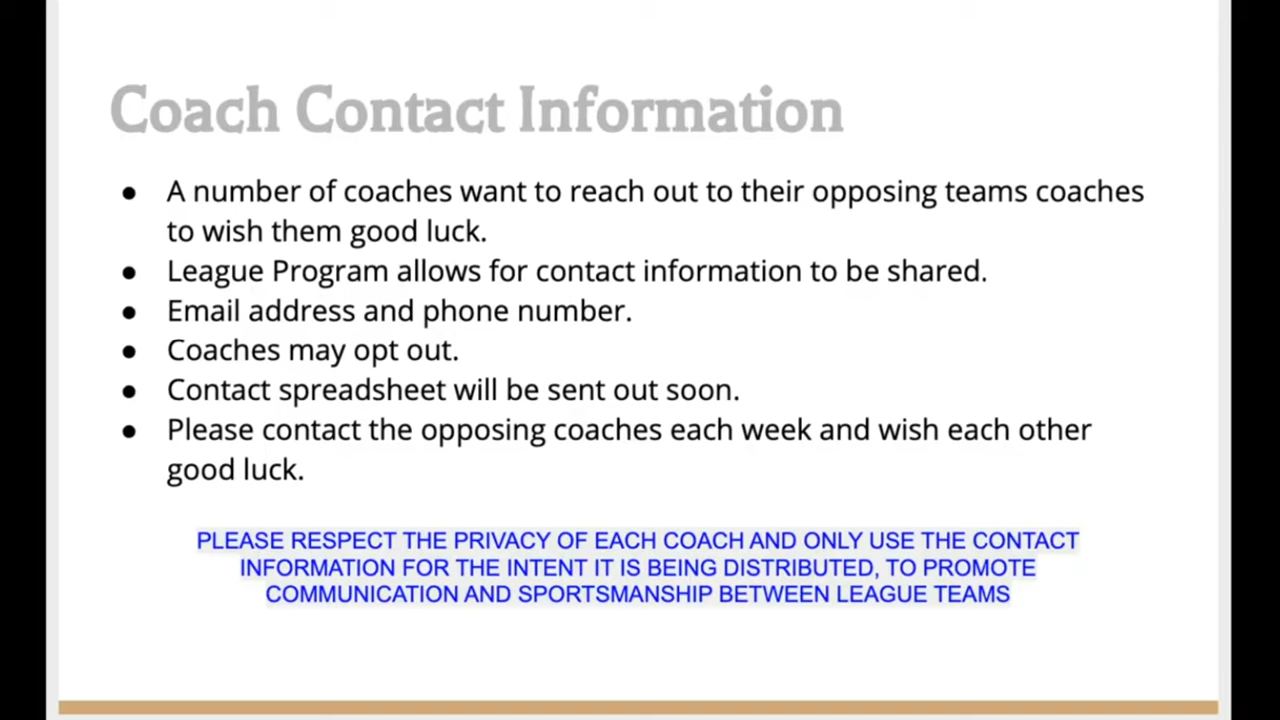 Coach Contact Information
● A number of coaches want to reach out to their opposing teams coaches
to wish them good luck.
● League Program allows for contact information to be shared.
● Email address and phone number.
● Coaches may opt out.
● Contact spreadsheet will be sent out soon.
● Please contact the opposing coaches each week and wish each other
good luck.
PLEASE RESPECT THE PRIVACY OF EACH COACH AND ONLY USE THE CONTACT
INFORMATION FOR THE INTENT IT IS BEING DISTRIBUTED, TO PROMOTE
COMMUNICATION AND SPORTSMANSHIP BETWEEN LEAGUE TEAMS